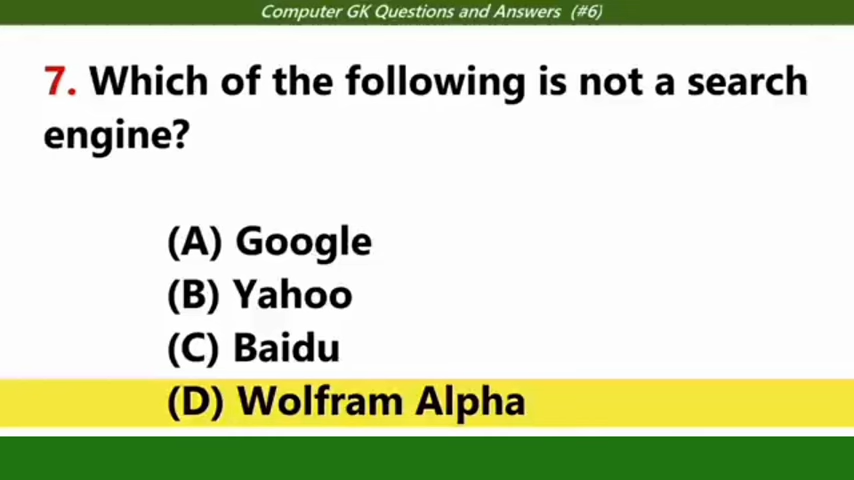 Computer GK Questions and Answers (#6)
7. Which of the following is not a search
engine?
(A) Google
(B) Yahoo
(C) Baidu
(D) Wolfram Alpha